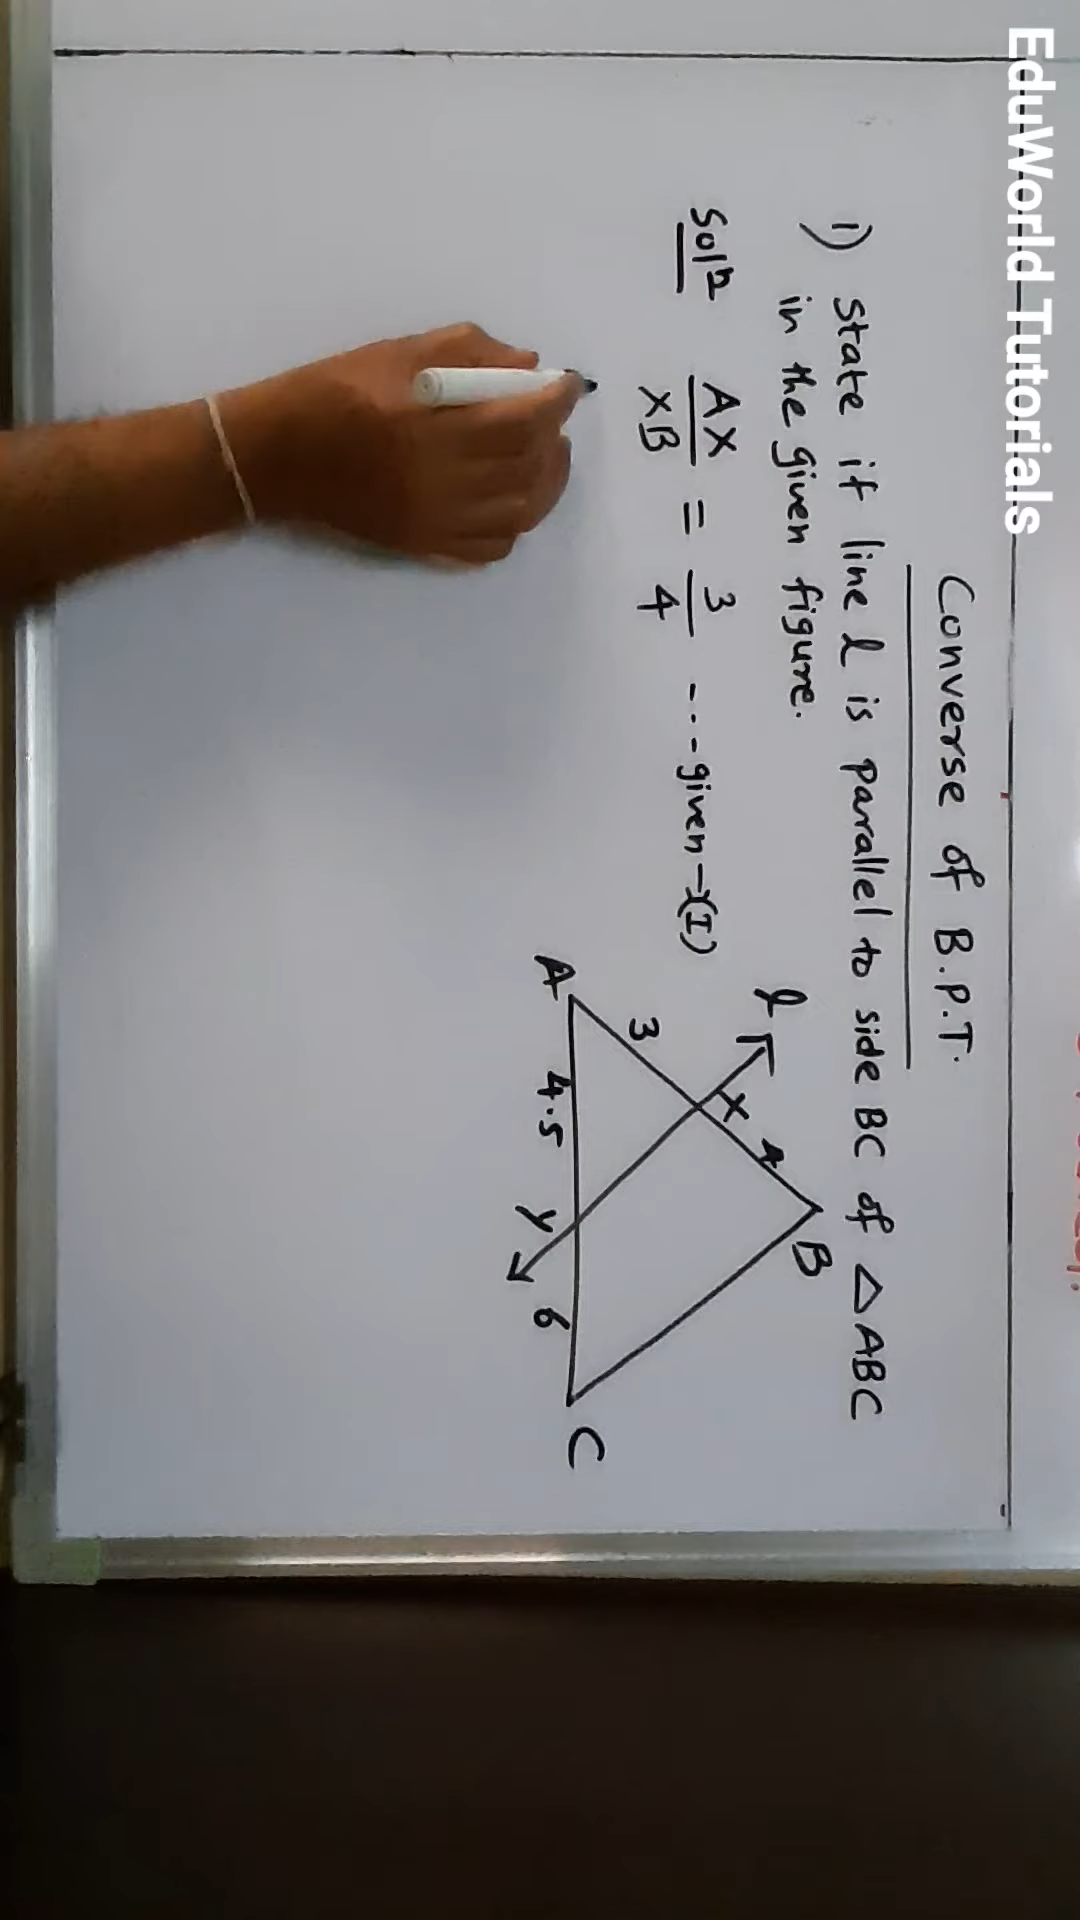 EduWorld Tutorials
Converse of B.P.T.
1) State if line l is parallel to side BC of △ABC
in the given figure.
Solⁿ AX/XB = 3/4 ---given-(I)
l
B
4
X
3
A
4.5
Y
6
C